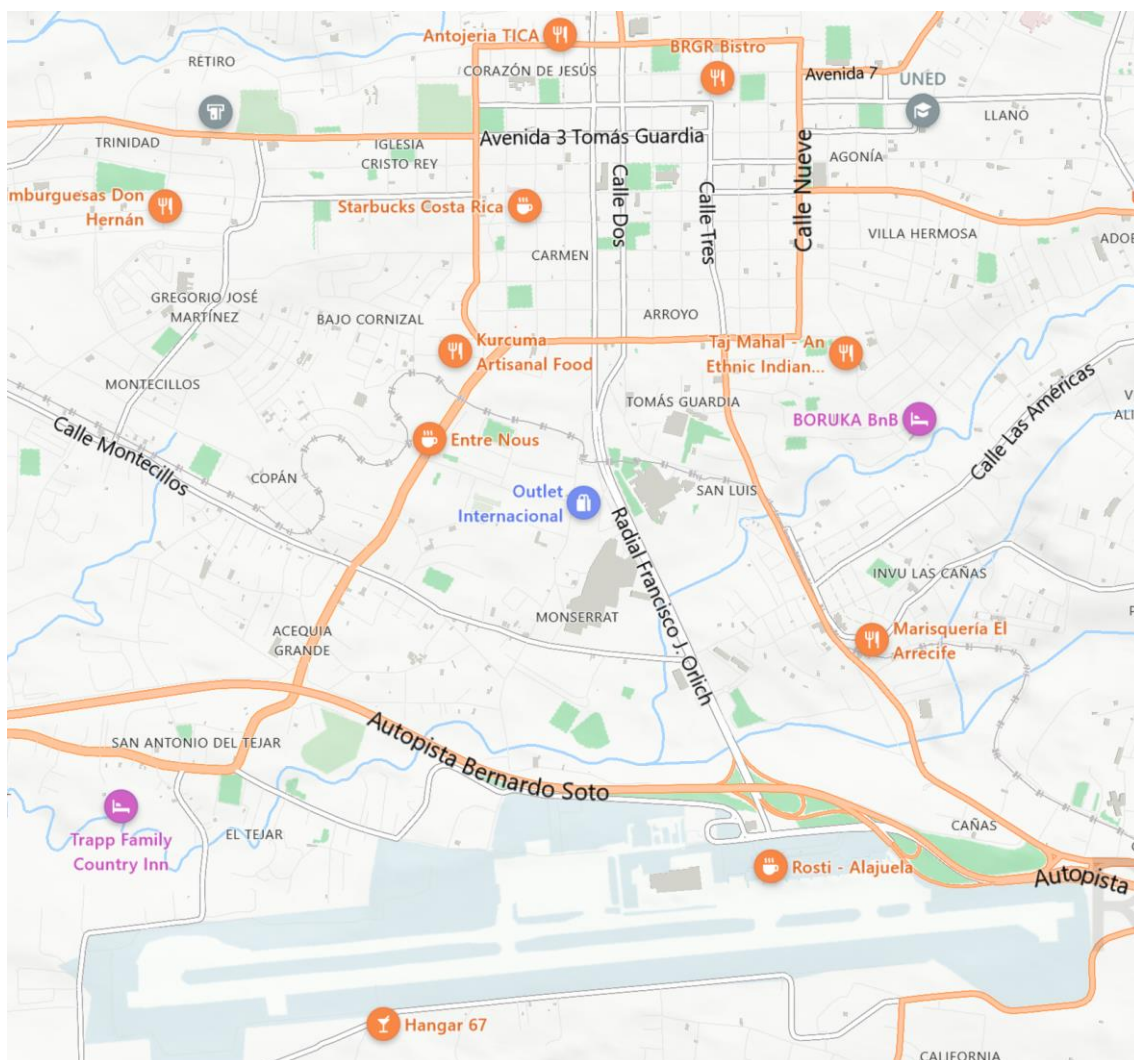 Antojeria TICA
BRGR Bistro
RETIRO
CORAZÓN DE JESÚS
Avenida 7
UNED
LLANO
TRINIDAD
IGLESIA
CRISTO REY
Avenida 3 Tomás Guardia
AGONÍA
mburguesas Don
Hernán
Starbucks Costa Rica
Calle Dos
Calle Tres
Calle Nueve
VILLA HERMOSA
ADOB
CARMEN
GREGORIO JOSÉ
MARTÍNEZ
BAJO CORNIZAL
ARROYO
Kurcuma
Artisanal Food
Taj Mahal - An
Ethnic Indian...
MONTECILLOS
TOMÁS GUARDIA
Calle Las Américas
V
ALI
BORUKA BnB
Calle Montecillos
Entre Nous
COPÁN
SAN LUIS
Outlet
Internacional
Radial Francisco J. Orlich
INVU LAS CAÑAS
MONSERRAT
ACEQUIA
GRANDE
Marisquería El
Arrecife
SAN ANTONIO DEL TEJAR
Autopista Bernardo Soto
Trapp Family
Country Inn
EL TEJAR
CAÑAS
Rosti - Alajuela
Autopista
R
Hangar 67
CALIFORNIA